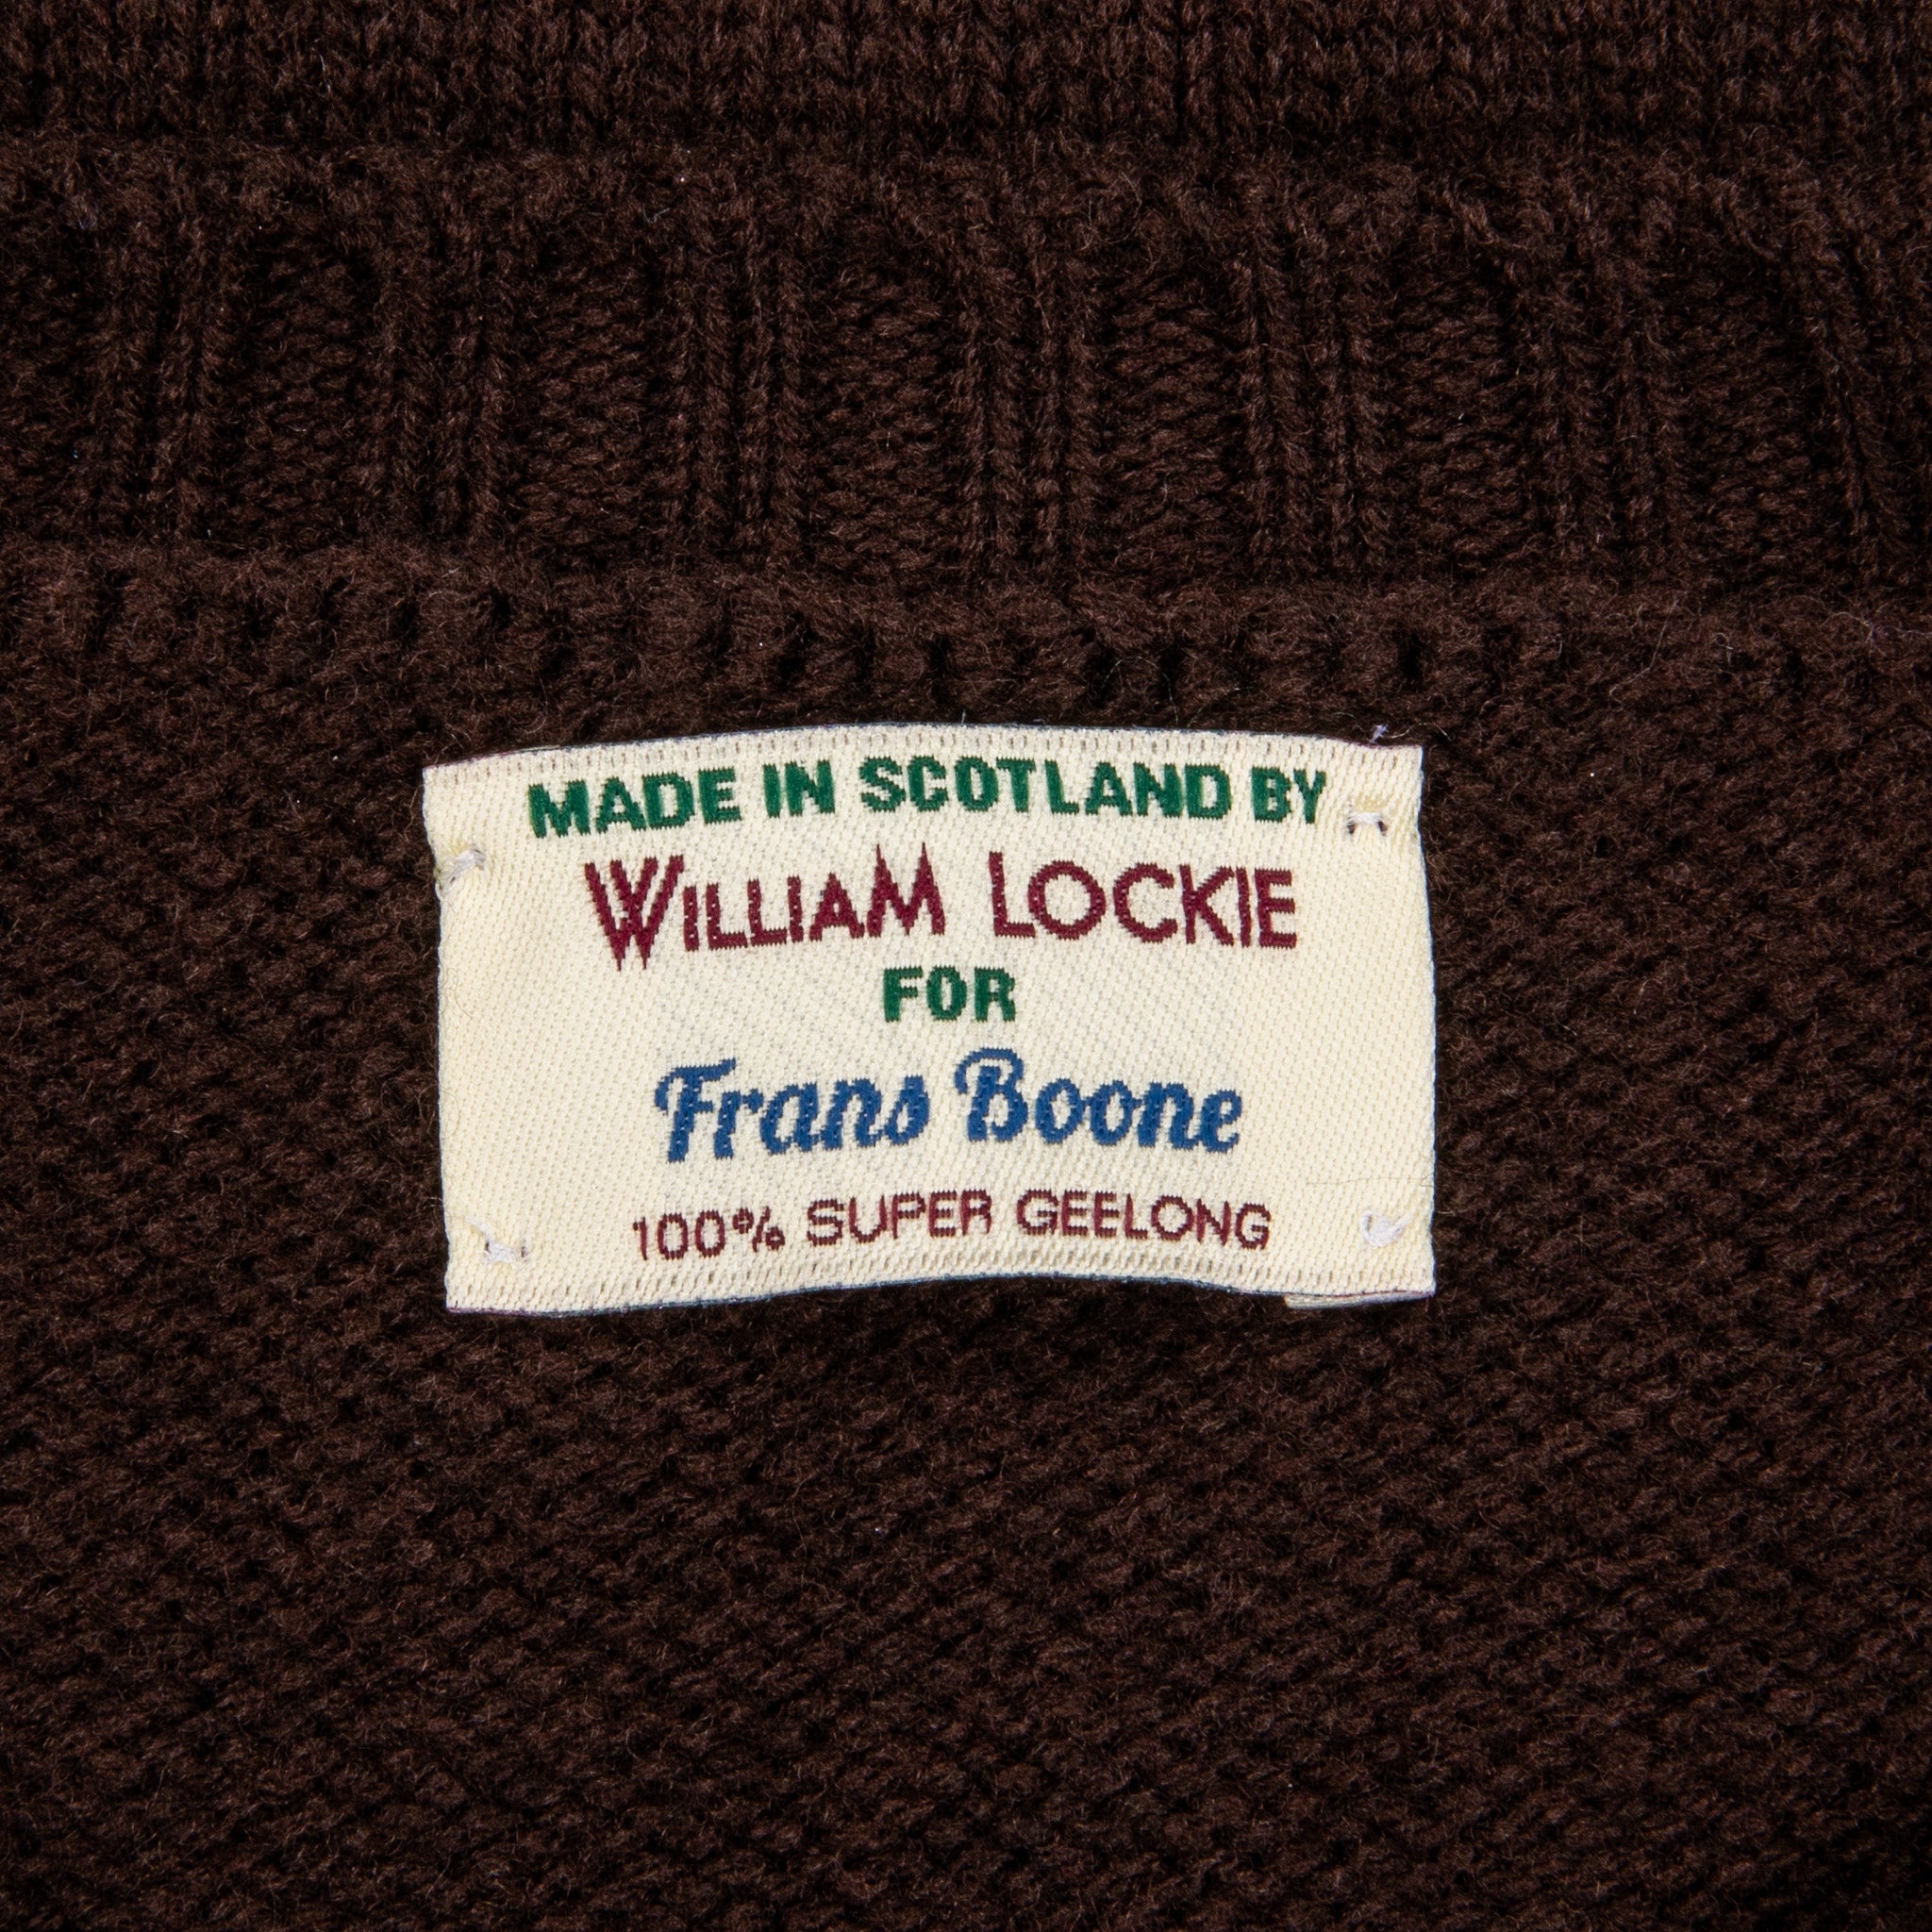 MADE IN SCOTLAND BY
WILLIAM LOCKIE
FOR
Frans Boone
100% SUPER GEELONG